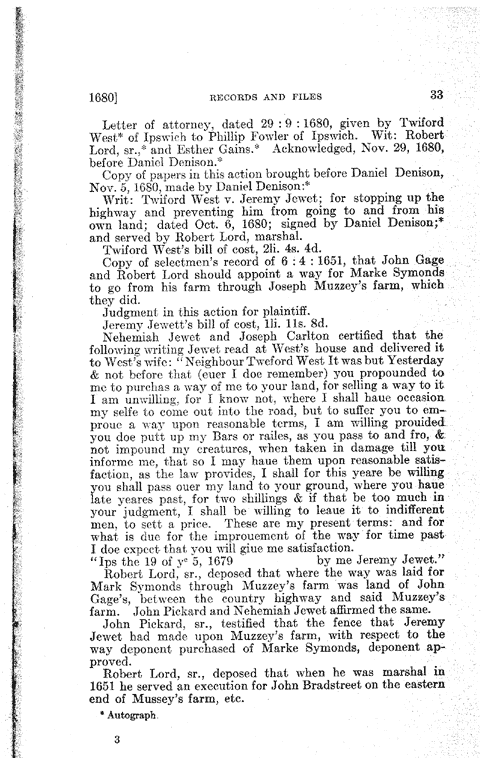 1680] RECORDS AND FILES 33
Letter of attorney, dated 29 : 9 : 1680, given by Twiford
West* of Ipswich to Phillip Fowler of Ipswich. Wit: Robert
Lord, sr.,* and Esther Gains.* Acknowledged, Nov. 29, 1680,
before Daniel Denison.*
Copy of papers in this action brought before Daniel Denison,
Nov. 5, 1680, made by Daniel Denison:*
Writ: Twiford West v. Jeremy Jewet; for stopping up the
highway and preventing him from going to and from his
own land; dated Oct. 6, 1680; signed by Daniel Denison;*
and served by Robert Lord, marshal.
Twiford West's bill of cost, 2li. 4s. 4d.
Copy of selectmen's record of 6 : 4 : 1651, that John Gage
and Robert Lord should appoint a way for Marke Symonds
to go from his farm through Joseph Muzzey's farm, which
they did.
Judgment in this action for plaintiff.
Jeremy Jewett's bill of cost, 1li. 11s. 8d.
Nehemiah Jewet and Joseph Carlton certified that the
following writing Jewet read at West's house and delivered it
to West's wife: "Neighbour Tweford West It was but Yesterday
& not before that (euer I doe remember) you propounded to
me to purchas a way of me to your land, for selling a way to it
I am unwilling, for I know not, where I shall haue occasion
my selfe to come out into the road, but to suffer you to em-
proue a way upon reasonable terms, I am willing prouided
you doe putt up my Bars or railes, as you pass to and fro, &
not impound my creatures, when taken in damage till you
informe me, that so I may haue them upon reasonable satis-
faction, as the law provides, I shall for this yeare be willing
you shall pass ouer my land to your ground, where you haue
late yeares past, for two shillings & if that be too much in
your judgment, I shall be willing to leaue it to indifferent
men, to sett a price. These are my present terms: and for
what is due for the improuement of the way for time past
I doe expect that you will giue me satisfaction.
"Ips the 19 of yᵉ 5, 1679 by me Jeremy Jewet."
Robert Lord, sr., deposed that where the way was laid for
Mark Symonds through Muzzey's farm was land of John
Gage's, between the country highway and said Muzzey's
farm. John Pickard and Nehemiah Jewet affirmed the same.
John Pickard, sr., testified that the fence that Jeremy
Jewet had made upon Muzzey's farm, with respect to the
way deponent purchased of Marke Symonds, deponent ap-
proved.
Robert Lord, sr., deposed that when he was marshal in
1651 he served an execution for John Bradstreet on the eastern
end of Mussey's farm, etc.
* Autograph.
3